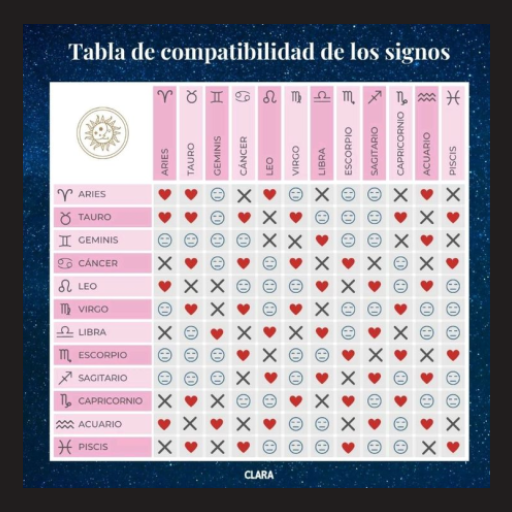 Tabla de compatibilidad de los signos
ARIES
TAURO
GEMINIS
CÁNCER
LEO
VIRGO
LIBRA
ESCORPIO
SAGITARIO
CAPRICORNIO
ACUARIO
PISCIS
ARIES
TAURO
GEMINIS
CÁNCER
LEO
VIRGO
LIBRA
ESCORPIO
SAGITARIO
CAPRICORNIO
ACUARIO
PISCIS
CLARA